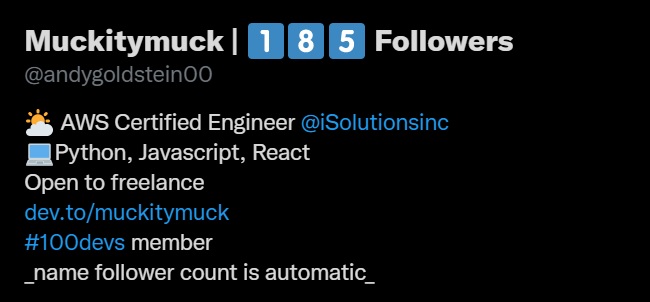 Muckitymuck | 1️⃣8️⃣5️⃣ Followers
@andygoldstein00
🌤️ AWS Certified Engineer @iSolutionsinc
💻Python, Javascript, React
Open to freelance
dev.to/muckitymuck
#100devs member
_name follower count is automatic_